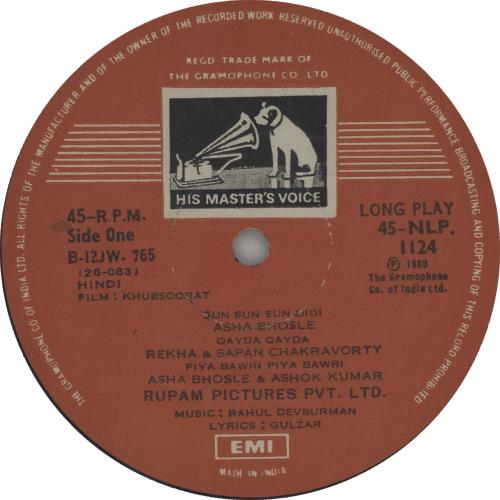 THE GRAMOPHONE CO. OF INDIA LTD. ALL RIGHTS OF THE MANUFACTURER AND OF THE OWNER OF THE RECORDED WORK RESERVED UNAUTHORISED PUBLIC PERFORMANCE BROADCASTING AND COPYING OF THIS RECORD PROHIBITED
REGD TRADE MARK OF
THE GRAMOPHONE CO. LTD
HIS MASTER'S VOICE
45–R.P.M.
Side One
B-12JW. 765
(26-063)
HINDI
FILM: KHUBSOORAT
LONG PLAY
45-NLP.
1124
Ⓟ 1980
The Gramophone
Co. of India Ltd.
SUN SUN SUN DIDI
ASHA BHOSLE
QAYDA QAYDA
REKHA & SAPAN CHAKRAVORTY
PIYA BAWRI PIYA BAWRI
ASHA BHOSLE & ASHOK KUMAR
RUPAM PICTURES PVT. LTD.
MUSIC: RAHUL DEVBURMAN
LYRICS: GULZAR
EMI
MADE IN INDIA